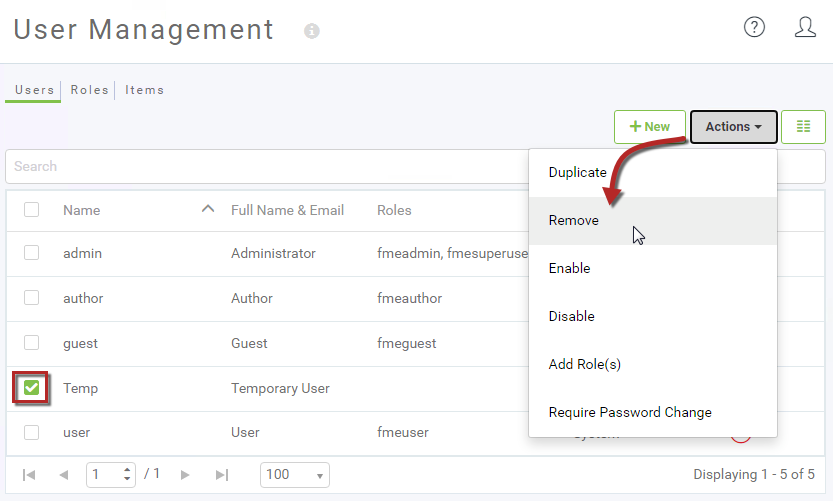 User Management
Users Roles Items
+ New Actions
Search
Duplicate
Remove
Enable
Disable
Add Role(s)
Require Password Change
Name Full Name & Email Roles
admin Administrator fmeadmin, fmesuperuse
author Author fmeauthor
guest Guest fmeguest
Temp Temporary User
user User fmeuser System
1 / 1 100 Displaying 1 - 5 of 5